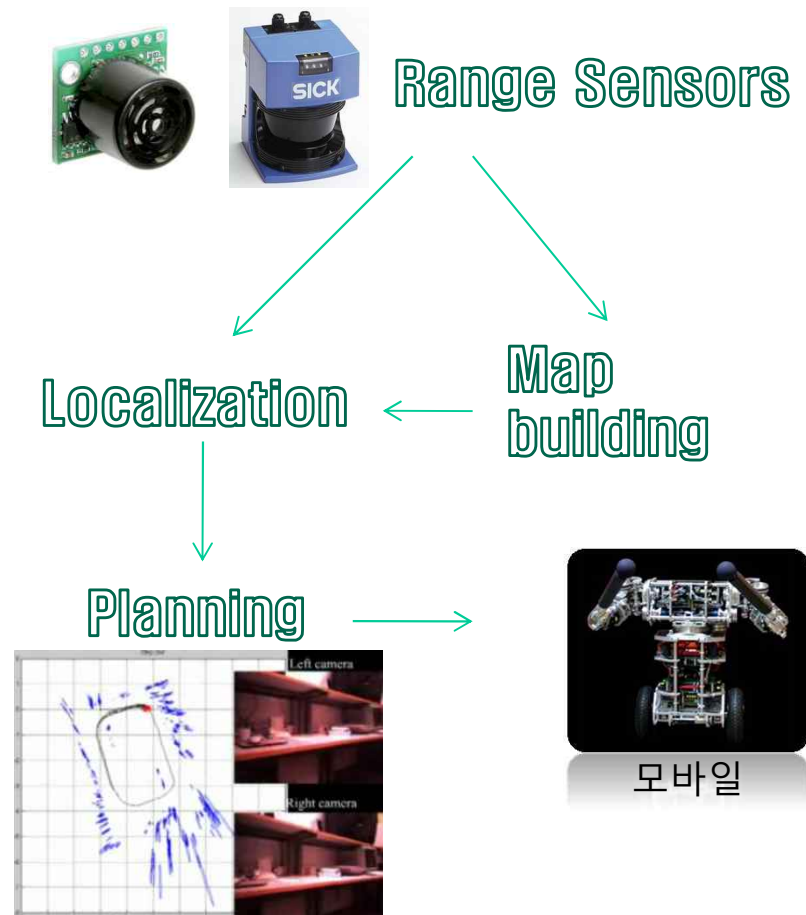 SICK
Range Sensors
Localization
Map
building
Planning
Left camera
Right camera
모바일